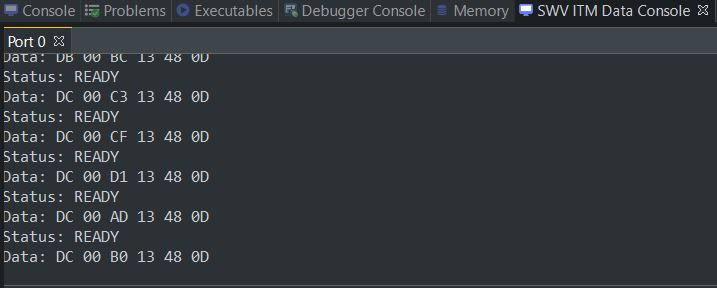 Console Problems Executables Debugger Console Memory SWV ITM Data Console
Port 0
Data: DB 00 BC 13 48 0D
Status: READY
Data: DC 00 C3 13 48 0D
Status: READY
Data: DC 00 CF 13 48 0D
Status: READY
Data: DC 00 D1 13 48 0D
Status: READY
Data: DC 00 AD 13 48 0D
Status: READY
Data: DC 00 B0 13 48 0D